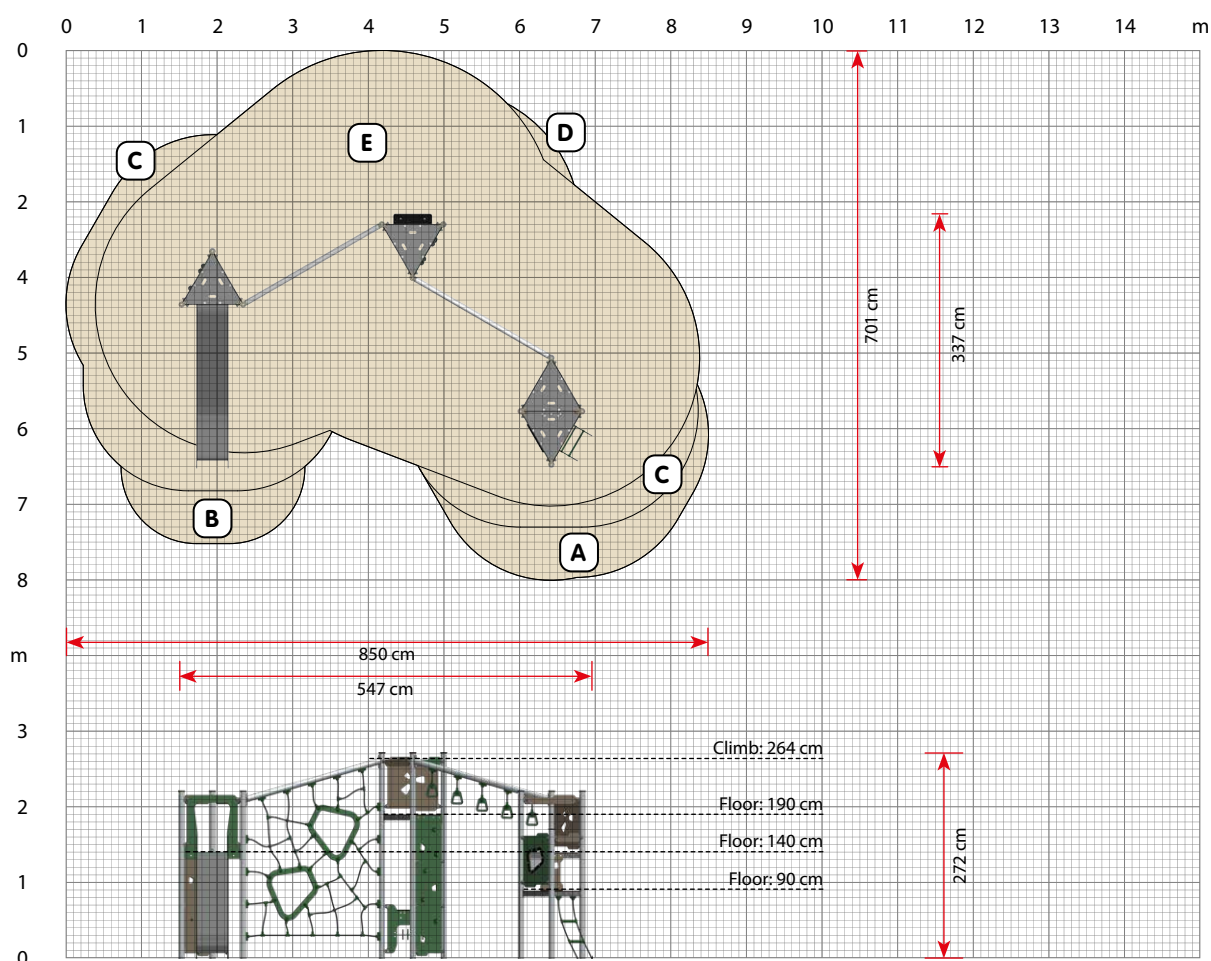 0 1 2 3 4 5 6 7 8 9 10 11 12 13 14 m
0
1
2
3
4
5
6
7
8
m
3
2
1
0
C
E
D
C
B
A
701 cm
337 cm
850 cm
547 cm
Climb: 264 cm
Floor: 190 cm
Floor: 140 cm
Floor: 90 cm
272 cm